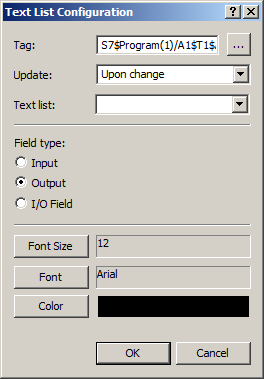 Text List Configuration
Tag: S7$Program(1)/A1$T1$. ...
Update: Upon change
Text list:
Field type:
Input
Output
I/O Field
Font Size 12
Font Arial
Color
OK Cancel